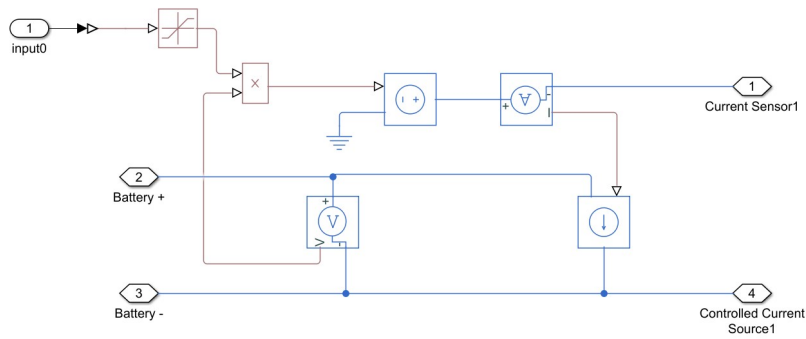 1
input0
×
- +
+ A -
I
1
Current Sensor1
2
Battery +
+
V
V -
3
Battery -
4
Controlled Current
Source1